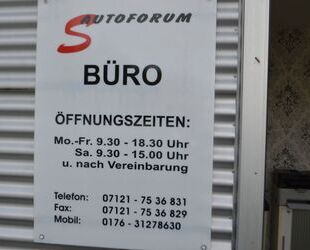 S AUTOFORUM
BÜRO
ÖFFNUNGSZEITEN:
Mo.-Fr. 9.30 - 18.30 Uhr
Sa. 9.30 - 15.00 Uhr
u. nach Vereinbarung
Telefon: 07121 - 75 36 831
Fax: 07121 - 75 36 829
Mobil: 0176 - 31278630